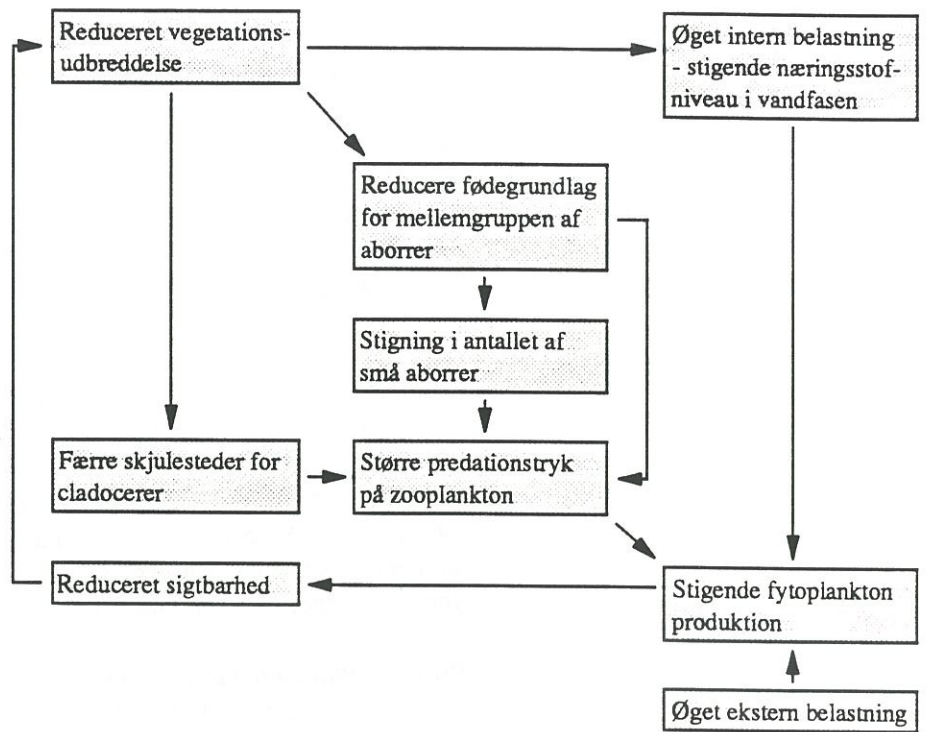 Reduceret vegetations-
udbreddelse
Øget intern belastning
- stigende næringsstof-
niveau i vandfasen
Reducere fødegrundlag
for mellemgruppen af
aborrer
Stigning i antallet af
små aborrer
Færre skjulesteder for
cladocerer
Større predationstryk
på zooplankton
Reduceret sigtbarhed
Stigende fytoplankton
produktion
Øget ekstern belastning